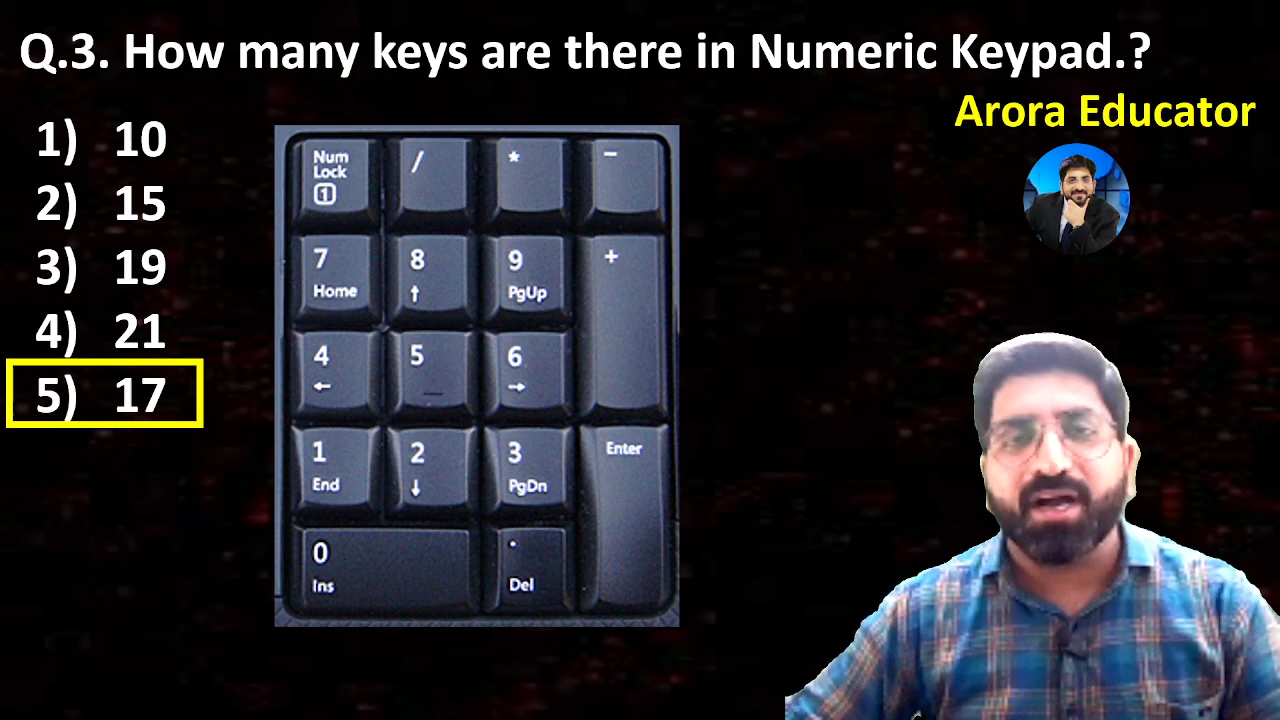 Q.3. How many keys are there in Numeric Keypad.?
Arora Educator
1) 10
2) 15
3) 19
4) 21
5) 17
Num Lock 1 / * -
7 Home 8 ↑ 9 PgUp +
4 ← 5 6 →
1 End 2 ↓ 3 PgDn Enter
0 Ins . Del